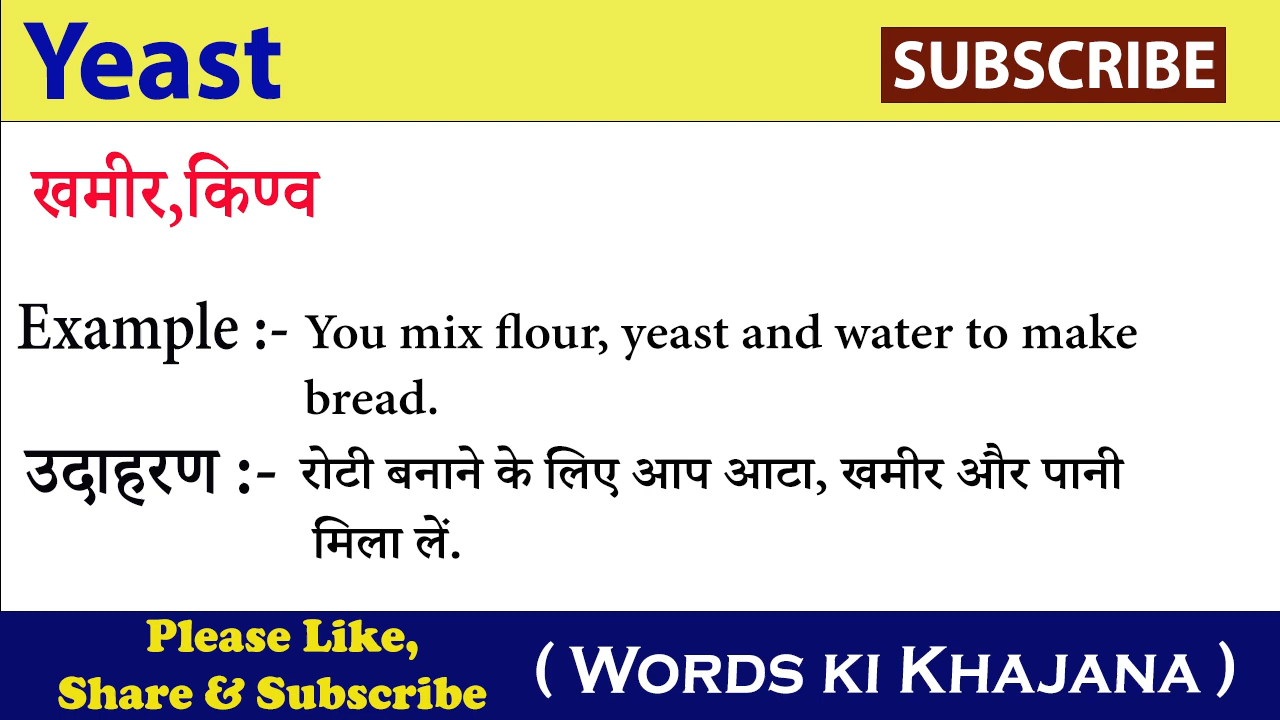 Yeast
SUBSCRIBE
खमीर,किण्व
Example :- You mix flour, yeast and water to make
bread.
उदाहरण :- रोटी बनाने के लिए आप आटा, खमीर और पानी
मिला लें.
Please Like,
Share & Subscribe
( WORDS KI KHAJANA )